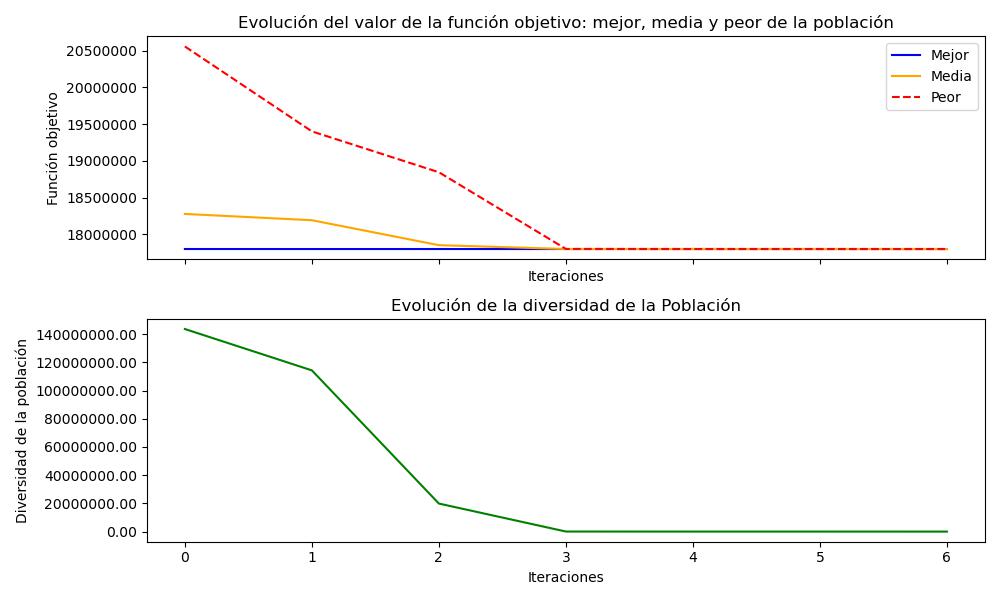 Evolución del valor de la función objetivo: mejor, media y peor de la población
Función objetivo
20500000
20000000
19500000
19000000
18500000
18000000
Mejor
Media
Peor
Iteraciones
Evolución de la diversidad de la Población
Diversidad de la población
140000000.00
120000000.00
100000000.00
80000000.00
60000000.00
40000000.00
20000000.00
0.00
0 1 2 3 4 5 6
Iteraciones